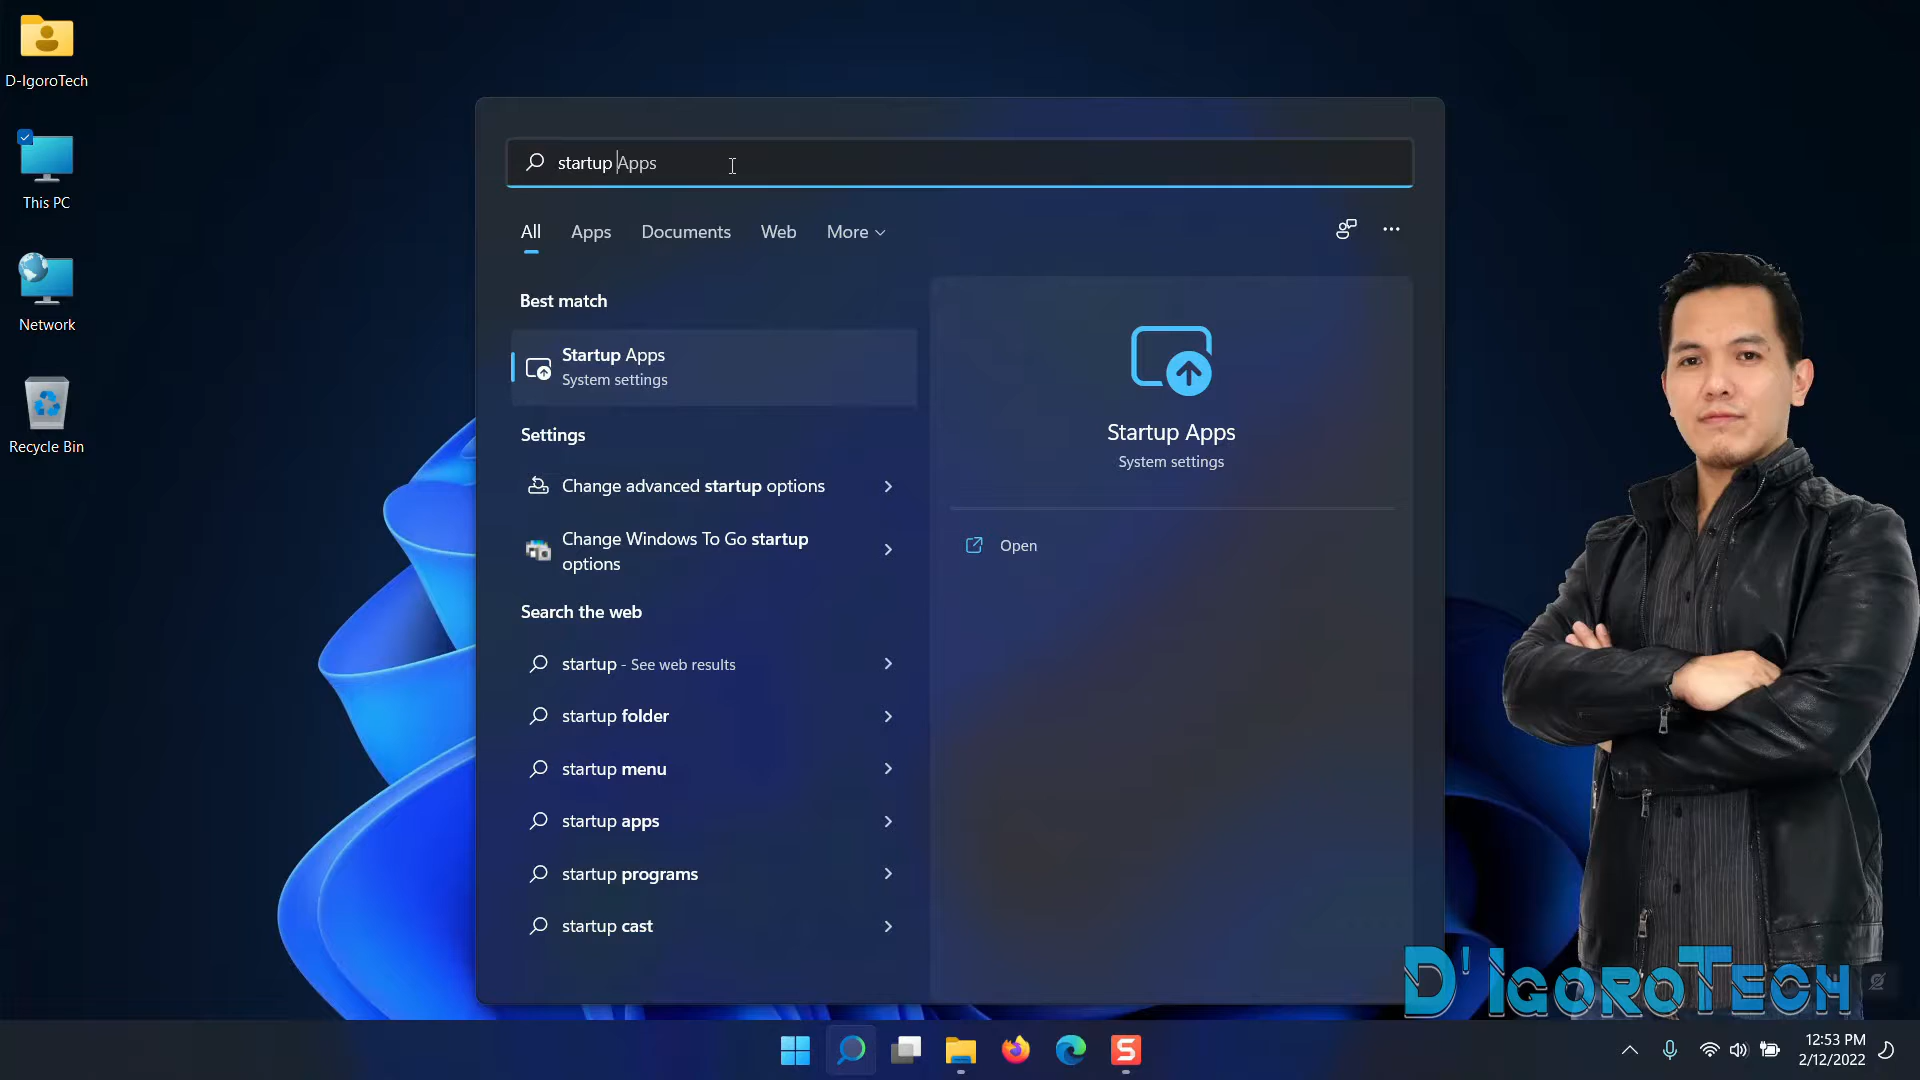 D-IgoroTech
This PC
Network
Recycle Bin
startup Apps
All Apps Documents Web More
Best match
Startup Apps
System settings
Settings
Change advanced startup options
Change Windows To Go startup
options
Search the web
startup - See web results
startup folder
startup menu
startup apps
startup programs
startup cast
Startup Apps
System settings
Open
D'IGOROTECH
S
12:53 PM
2/12/2022